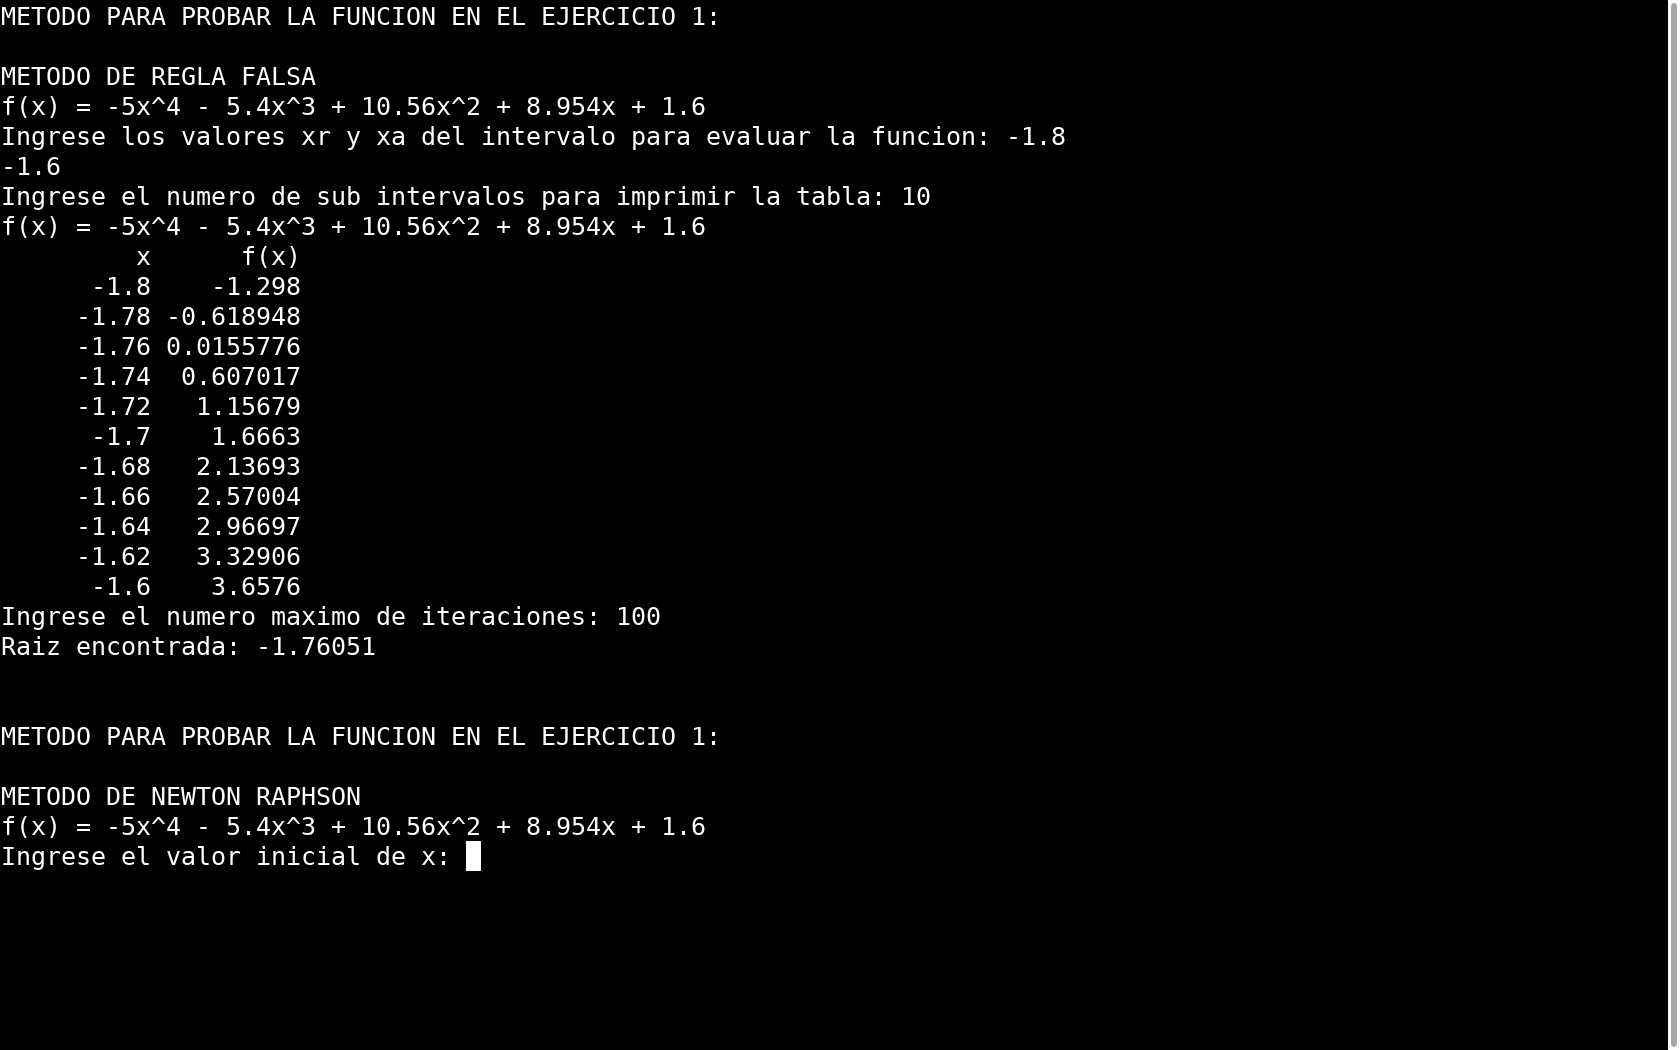 METODO PARA PROBAR LA FUNCION EN EL EJERCICIO 1:
METODO DE REGLA FALSA
f(x) = -5x^4 - 5.4x^3 + 10.56x^2 + 8.954x + 1.6
Ingrese los valores xr y xa del intervalo para evaluar la funcion: -1.8
-1.6
Ingrese el numero de sub intervalos para imprimir la tabla: 10
f(x) = -5x^4 - 5.4x^3 + 10.56x^2 + 8.954x + 1.6
x f(x)
-1.8 -1.298
-1.78 -0.618948
-1.76 0.0155776
-1.74 0.607017
-1.72 1.15679
-1.7 1.6663
-1.68 2.13693
-1.66 2.57004
-1.64 2.96697
-1.62 3.32906
-1.6 3.6576
Ingrese el numero maximo de iteraciones: 100
Raiz encontrada: -1.76051
METODO PARA PROBAR LA FUNCION EN EL EJERCICIO 1:
METODO DE NEWTON RAPHSON
f(x) = -5x^4 - 5.4x^3 + 10.56x^2 + 8.954x + 1.6
Ingrese el valor inicial de x: